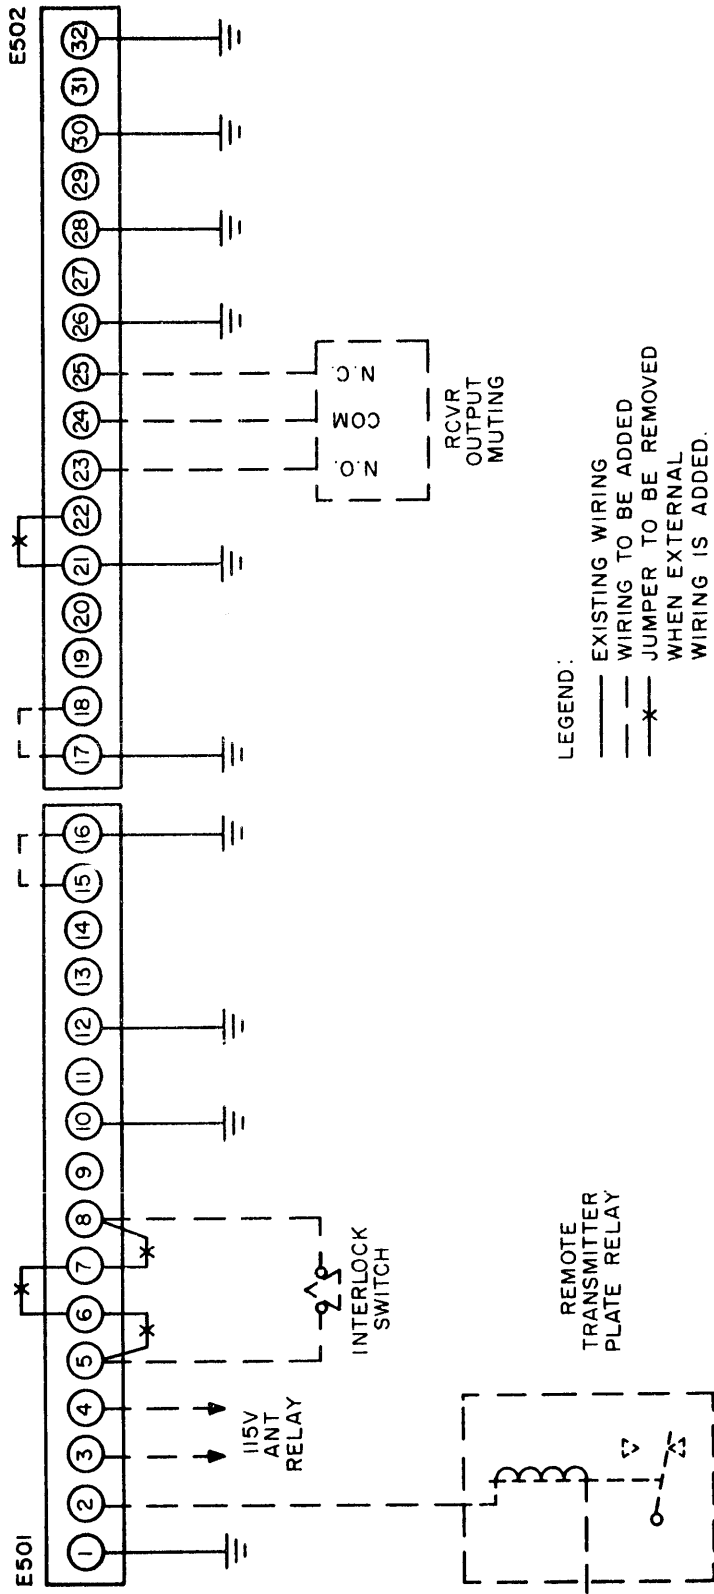 E501
E502
1 2 3 4 5 6 7 8 9 10 11 12 13 14 15 16
17 18 19 20 21 22 23 24 25 26 27 28 29 30 31 32
115V
ANT
RELAY
INTERLOCK
SWITCH
REMOTE
TRANSMITTER
PLATE RELAY
N.O. COM N.C.
RCVR
OUTPUT
MUTING
LEGEND:
EXISTING WIRING
WIRING TO BE ADDED
JUMPER TO BE REMOVED
WHEN EXTERNAL
WIRING IS ADDED.